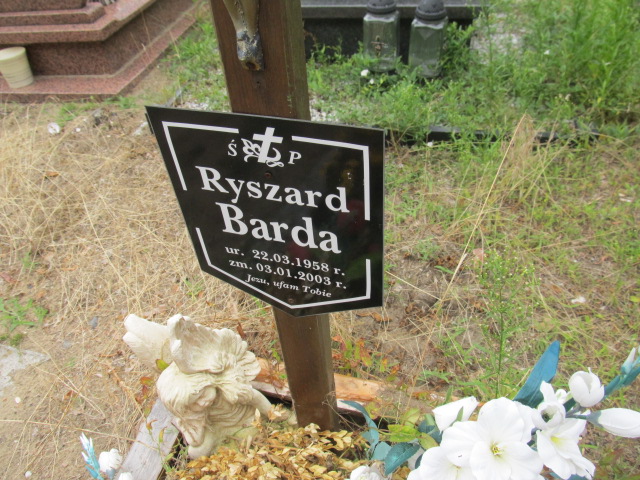 Ś P
Ryszard
Barda
ur. 22.03.1958 r.
zm. 03.01.2003 r.
Jezu, ufam Tobie